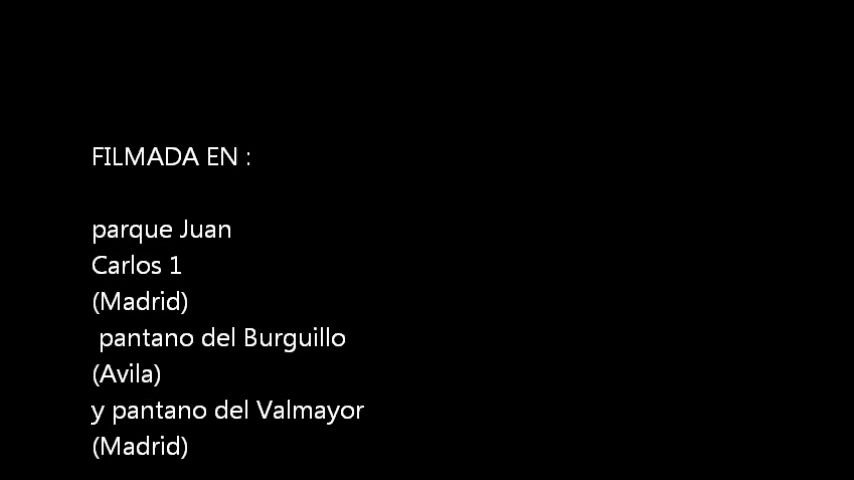 FILMADA EN :
parque Juan
Carlos 1
(Madrid)
pantano del Burguillo
(Avila)
y pantano del Valmayor
(Madrid)